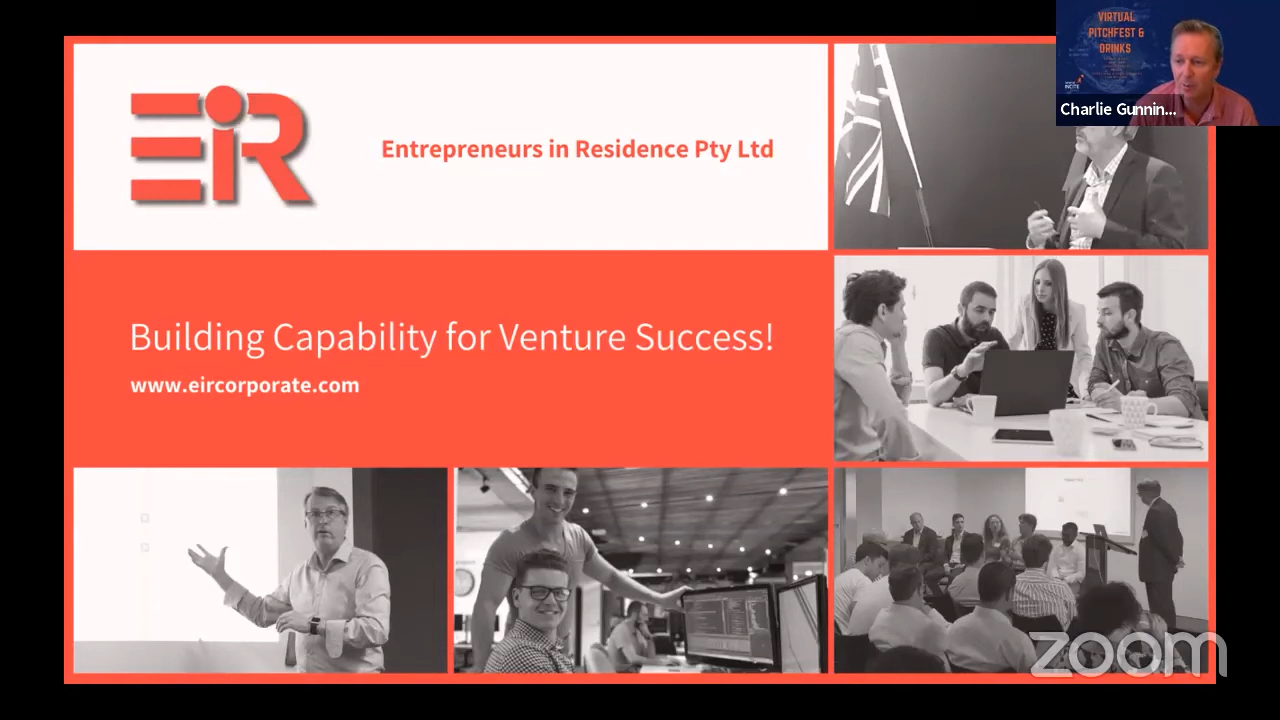 EiR
Entrepreneurs in Residence Pty Ltd
Building Capability for Venture Success!
www.eircorporate.com
VIRTUAL
PITCHFEST &
DRINKS
INCITE
Charlie Gunnin...
zoom